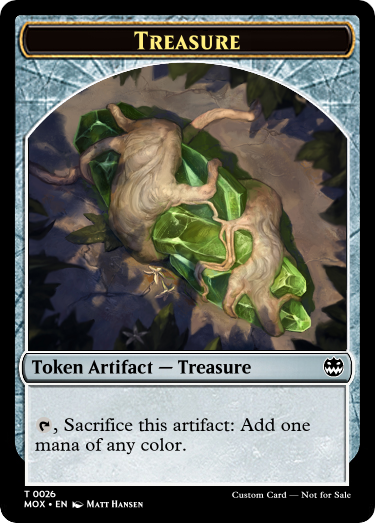 TREASURE
Token Artifact — Treasure
, Sacrifice this artifact: Add one
mana of any color.
T 0026
MOX • EN MATT HANSEN
Custom Card — Not for Sale